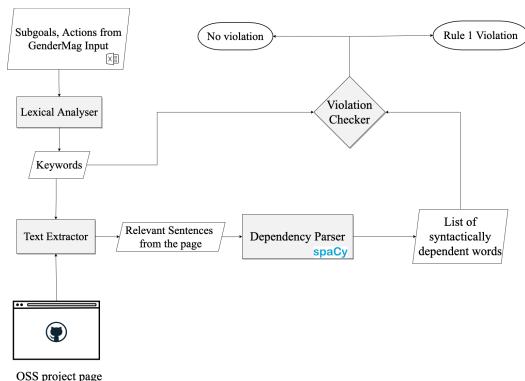 Subgoals, Actions from
GenderMag Input
No violation
Rule 1 Violation
Lexical Analyser
Violation
Checker
Keywords
Text Extractor
Relevant Sentences
from the page
Dependency Parser
spaCy
List of
syntactically
dependent words
OSS project page